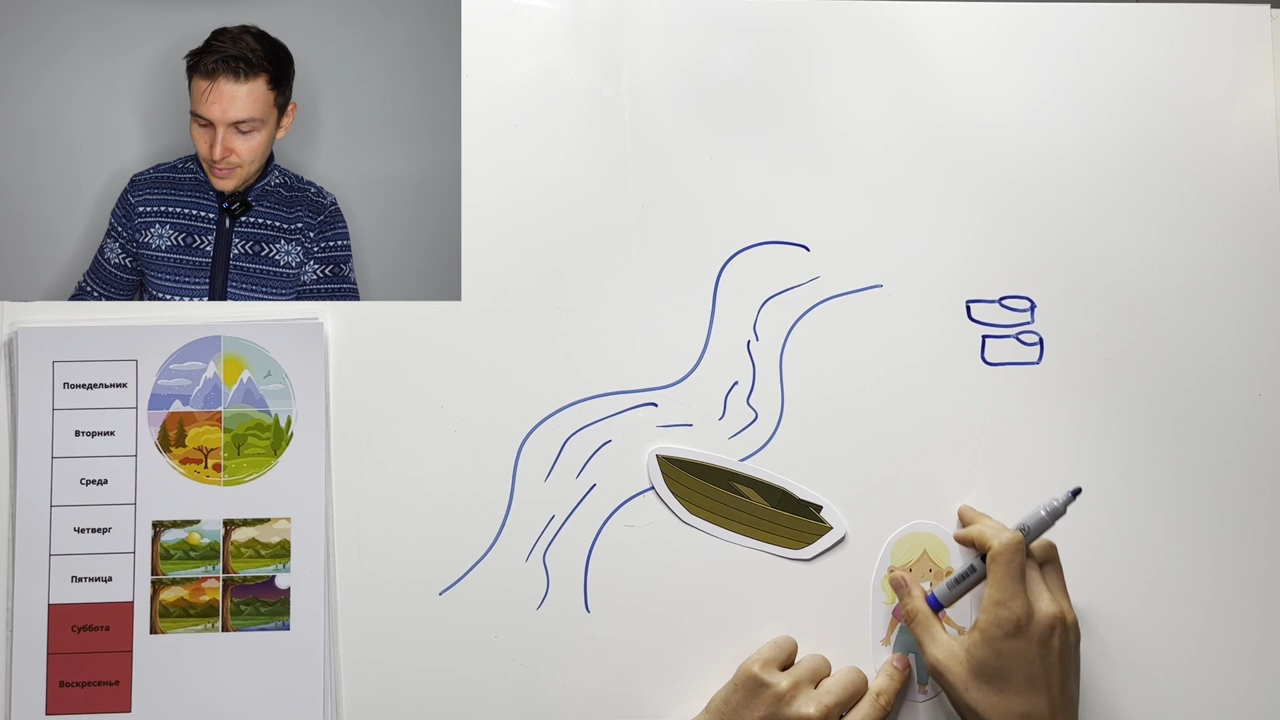 Понедельник
Вторник
Среда
Четверг
Пятница
Суббота
Воскресенье